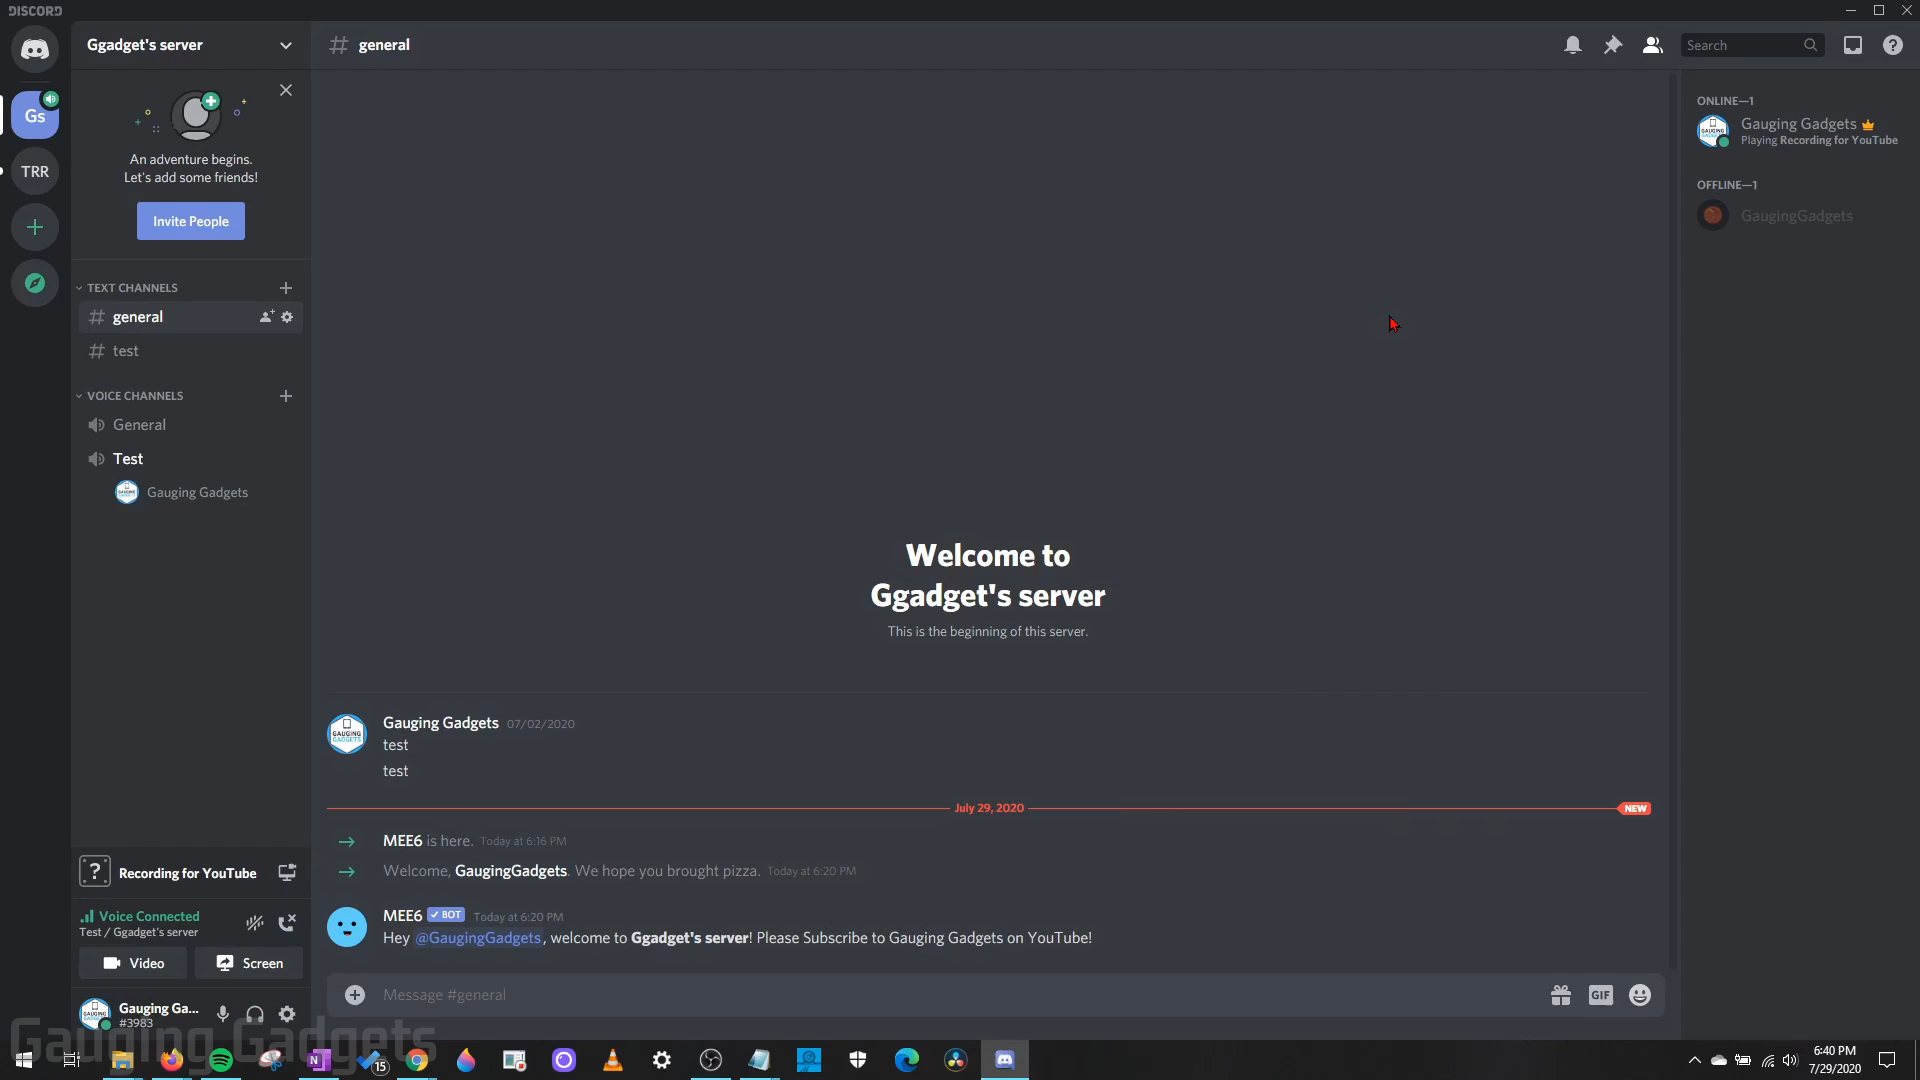 DISCORD
Ggadget's server
general
Search
Gs
TRR
An adventure begins.
Let's add some friends!
Invite People
TEXT CHANNELS
general
test
VOICE CHANNELS
General
Test
Gauging Gadgets
Recording for YouTube
Voice Connected
Test / Ggadget's server
Video
Screen
Gauging Ga...
#3983
Welcome to
Ggadget's server
This is the beginning of this server.
Gauging Gadgets 07/02/2020
test
test
July 29, 2020
NEW
MEE6 is here. Today at 6:16 PM
Welcome, GaugingGadgets. We hope you brought pizza. Today at 6:20 PM
MEE6 BOT Today at 6:20 PM
Hey @GaugingGadgets, welcome to Ggadget's server! Please Subscribe to Gauging Gadgets on YouTube!
Message #general
GIF
ONLINE—1
Gauging Gadgets
Playing Recording for YouTube
OFFLINE—1
GaugingGadgets
Gauging Gadgets
15
6:40 PM
7/29/2020